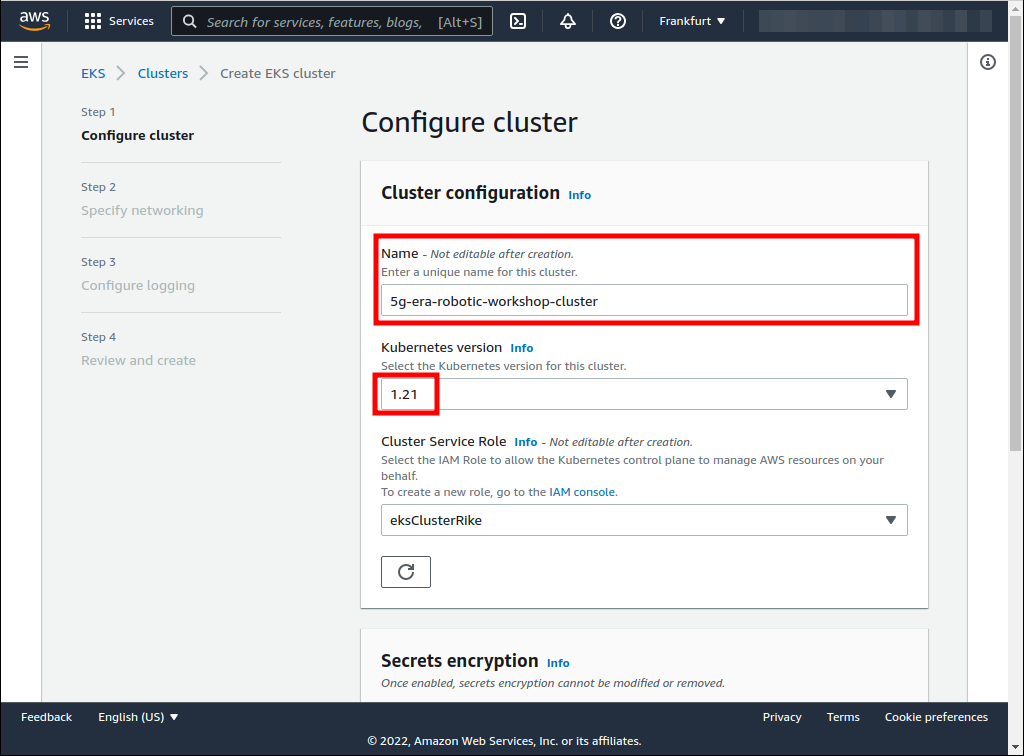 aws Services Search for services, features, blogs, [Alt+S] Frankfurt
EKS Clusters Create EKS cluster
Step 1
Configure cluster
Step 2
Specify networking
Step 3
Configure logging
Step 4
Review and create
Configure cluster
Cluster configuration Info
Name - Not editable after creation.
Enter a unique name for this cluster.
5g-era-robotic-workshop-cluster
Kubernetes version Info
Select the Kubernetes version for this cluster.
1.21
Cluster Service Role Info - Not editable after creation.
Select the IAM Role to allow the Kubernetes control plane to manage AWS resources on your
behalf.
To create a new role, go to the IAM console.
eksClusterRike
Secrets encryption Info
Once enabled, secrets encryption cannot be modified or removed.
Feedback English (US) Privacy Terms Cookie preferences
© 2022, Amazon Web Services, Inc. or its affiliates.